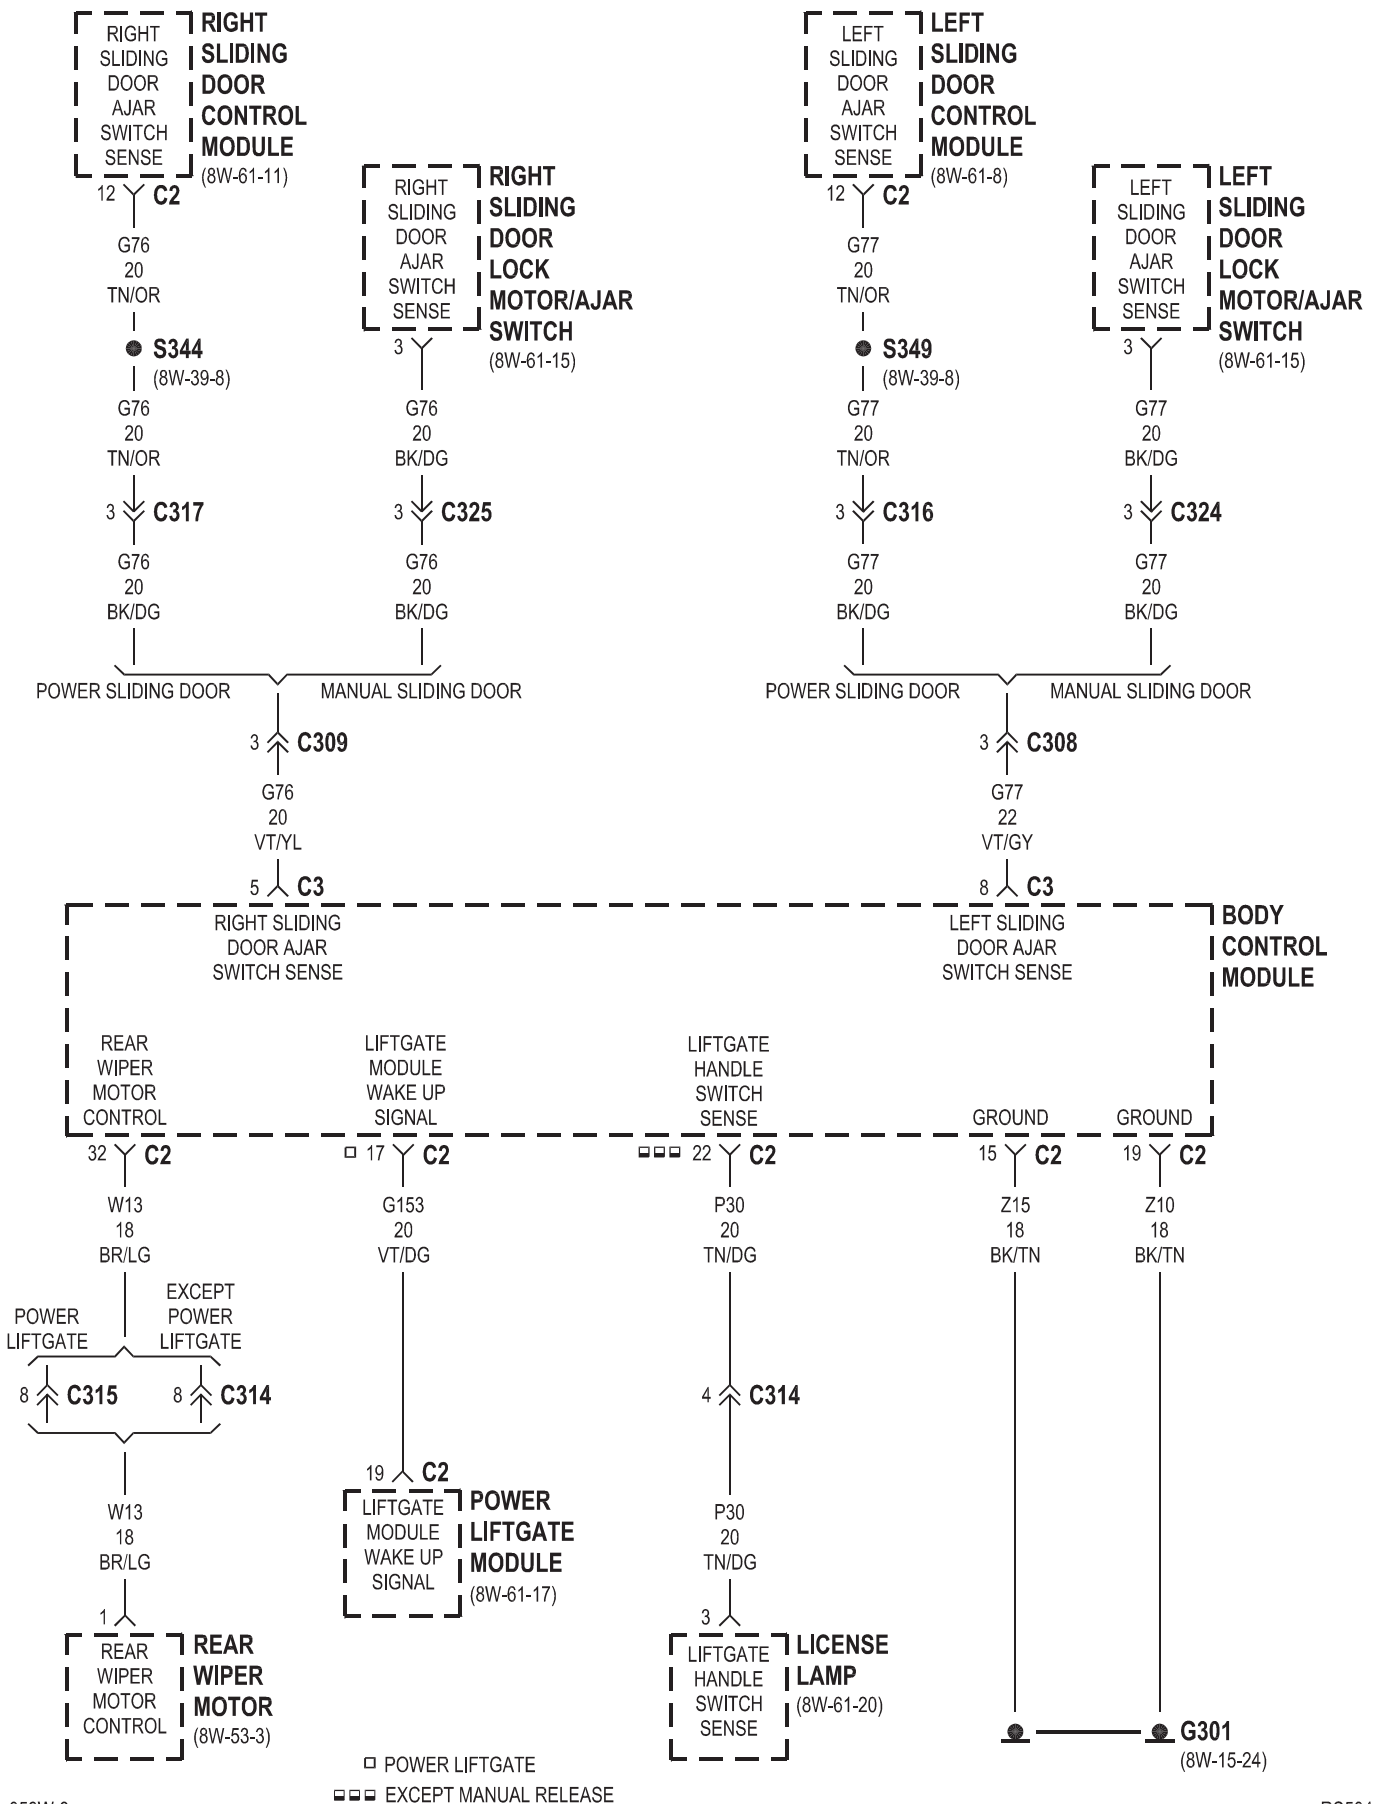 RIGHT
SLIDING
DOOR
AJAR
SWITCH
SENSE
RIGHT
SLIDING
DOOR
CONTROL
MODULE
(8W-61-11)
12 C2
G76
20
TN/OR
S344
(8W-39-8)
G76
20
TN/OR
3 C317
G76
20
BK/DG
RIGHT
SLIDING
DOOR
AJAR
SWITCH
SENSE
RIGHT
SLIDING
DOOR
LOCK
MOTOR/AJAR
SWITCH
(8W-61-15)
3
G76
20
BK/DG
3 C325
G76
20
BK/DG
POWER SLIDING DOOR
MANUAL SLIDING DOOR
3 C309
G76
20
VT/YL
5 C3
LEFT
SLIDING
DOOR
AJAR
SWITCH
SENSE
LEFT
SLIDING
DOOR
CONTROL
MODULE
(8W-61-8)
12 C2
G77
20
TN/OR
S349
(8W-39-8)
G77
20
TN/OR
3 C316
G77
20
BK/DG
LEFT
SLIDING
DOOR
AJAR
SWITCH
SENSE
LEFT
SLIDING
DOOR
LOCK
MOTOR/AJAR
SWITCH
(8W-61-15)
3
G77
20
BK/DG
3 C324
G77
20
BK/DG
POWER SLIDING DOOR
MANUAL SLIDING DOOR
3 C308
G77
22
VT/GY
8 C3
RIGHT SLIDING
DOOR AJAR
SWITCH SENSE
LEFT SLIDING
DOOR AJAR
SWITCH SENSE
BODY
CONTROL
MODULE
REAR
WIPER
MOTOR
CONTROL
LIFTGATE
MODULE
WAKE UP
SIGNAL
LIFTGATE
HANDLE
SWITCH
SENSE
GROUND
GROUND
32 C2
W13
18
BR/LG
POWER
LIFTGATE
EXCEPT
POWER
LIFTGATE
8 C315
8 C314
W13
18
BR/LG
1
REAR
WIPER
MOTOR
CONTROL
REAR
WIPER
MOTOR
(8W-53-3)
17 C2
G153
20
VT/DG
19 C2
LIFTGATE
MODULE
WAKE UP
SIGNAL
POWER
LIFTGATE
MODULE
(8W-61-17)
22 C2
P30
20
TN/DG
4 C314
P30
20
TN/DG
3
LIFTGATE
HANDLE
SWITCH
SENSE
LICENSE
LAMP
(8W-61-20)
15 C2
Z15
18
BK/TN
19 C2
Z10
18
BK/TN
G301
(8W-15-24)
POWER LIFTGATE
EXCEPT MANUAL RELEASE